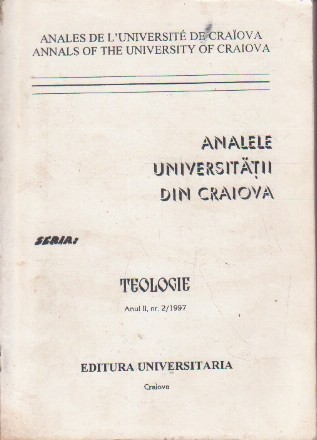 ANALES DE L'UNIVERSITÉ DE CRAÏOVA
ANNALS OF THE UNIVERSITY OF CRAIOVA
ANALELE
UNIVERSITĂȚII
DIN CRAIOVA
SERIA:
TEOLOGIE
Anul II, nr. 2/1997
EDITURA UNIVERSITARIA
Craiova